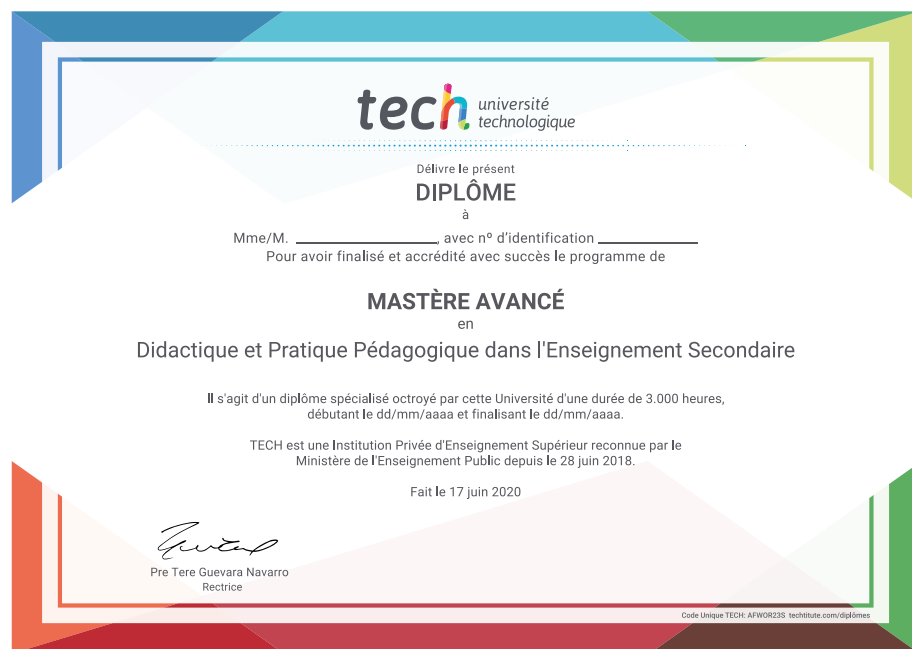 tech université
technologique
Délivre le présent
DIPLÔME
à
Mme/M. ____________________, avec nº d'identification ______________
Pour avoir finalisé et accrédité avec succès le programme de
MASTÈRE AVANCÉ
en
Didactique et Pratique Pédagogique dans l'Enseignement Secondaire
Il s'agit d'un diplôme spécialisé octroyé par cette Université d'une durée de 3.000 heures,
débutant le dd/mm/aaaa et finalisant le dd/mm/aaaa.
TECH est une Institution Privée d'Enseignement Supérieur reconnue par le
Ministère de l'Enseignement Public depuis le 28 juin 2018.
Fait le 17 juin 2020
Pre Tere Guevara Navarro
Rectrice
Code Unique TECH: AFWOR23S techtitute.com/diplômes